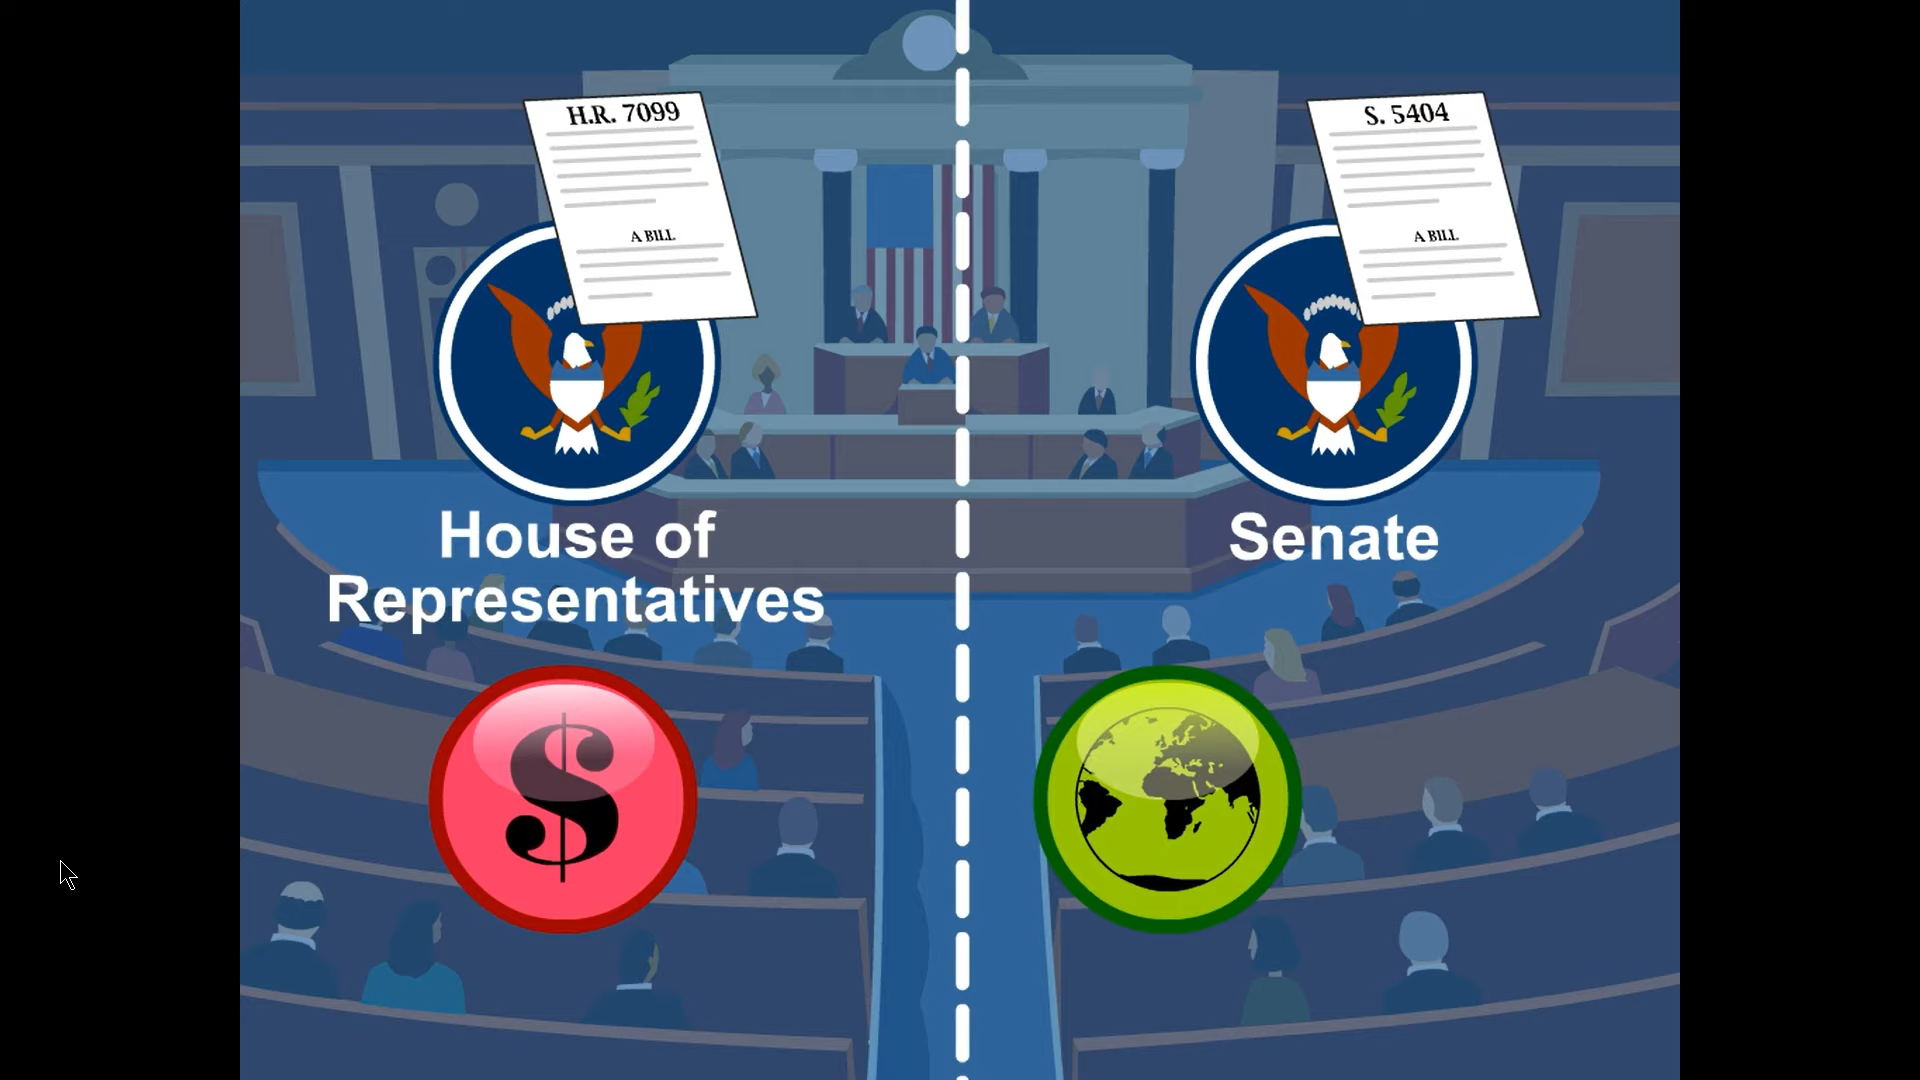 H.R. 7099
A BILL
House of
Representatives
$
S. 5404
A BILL
Senate